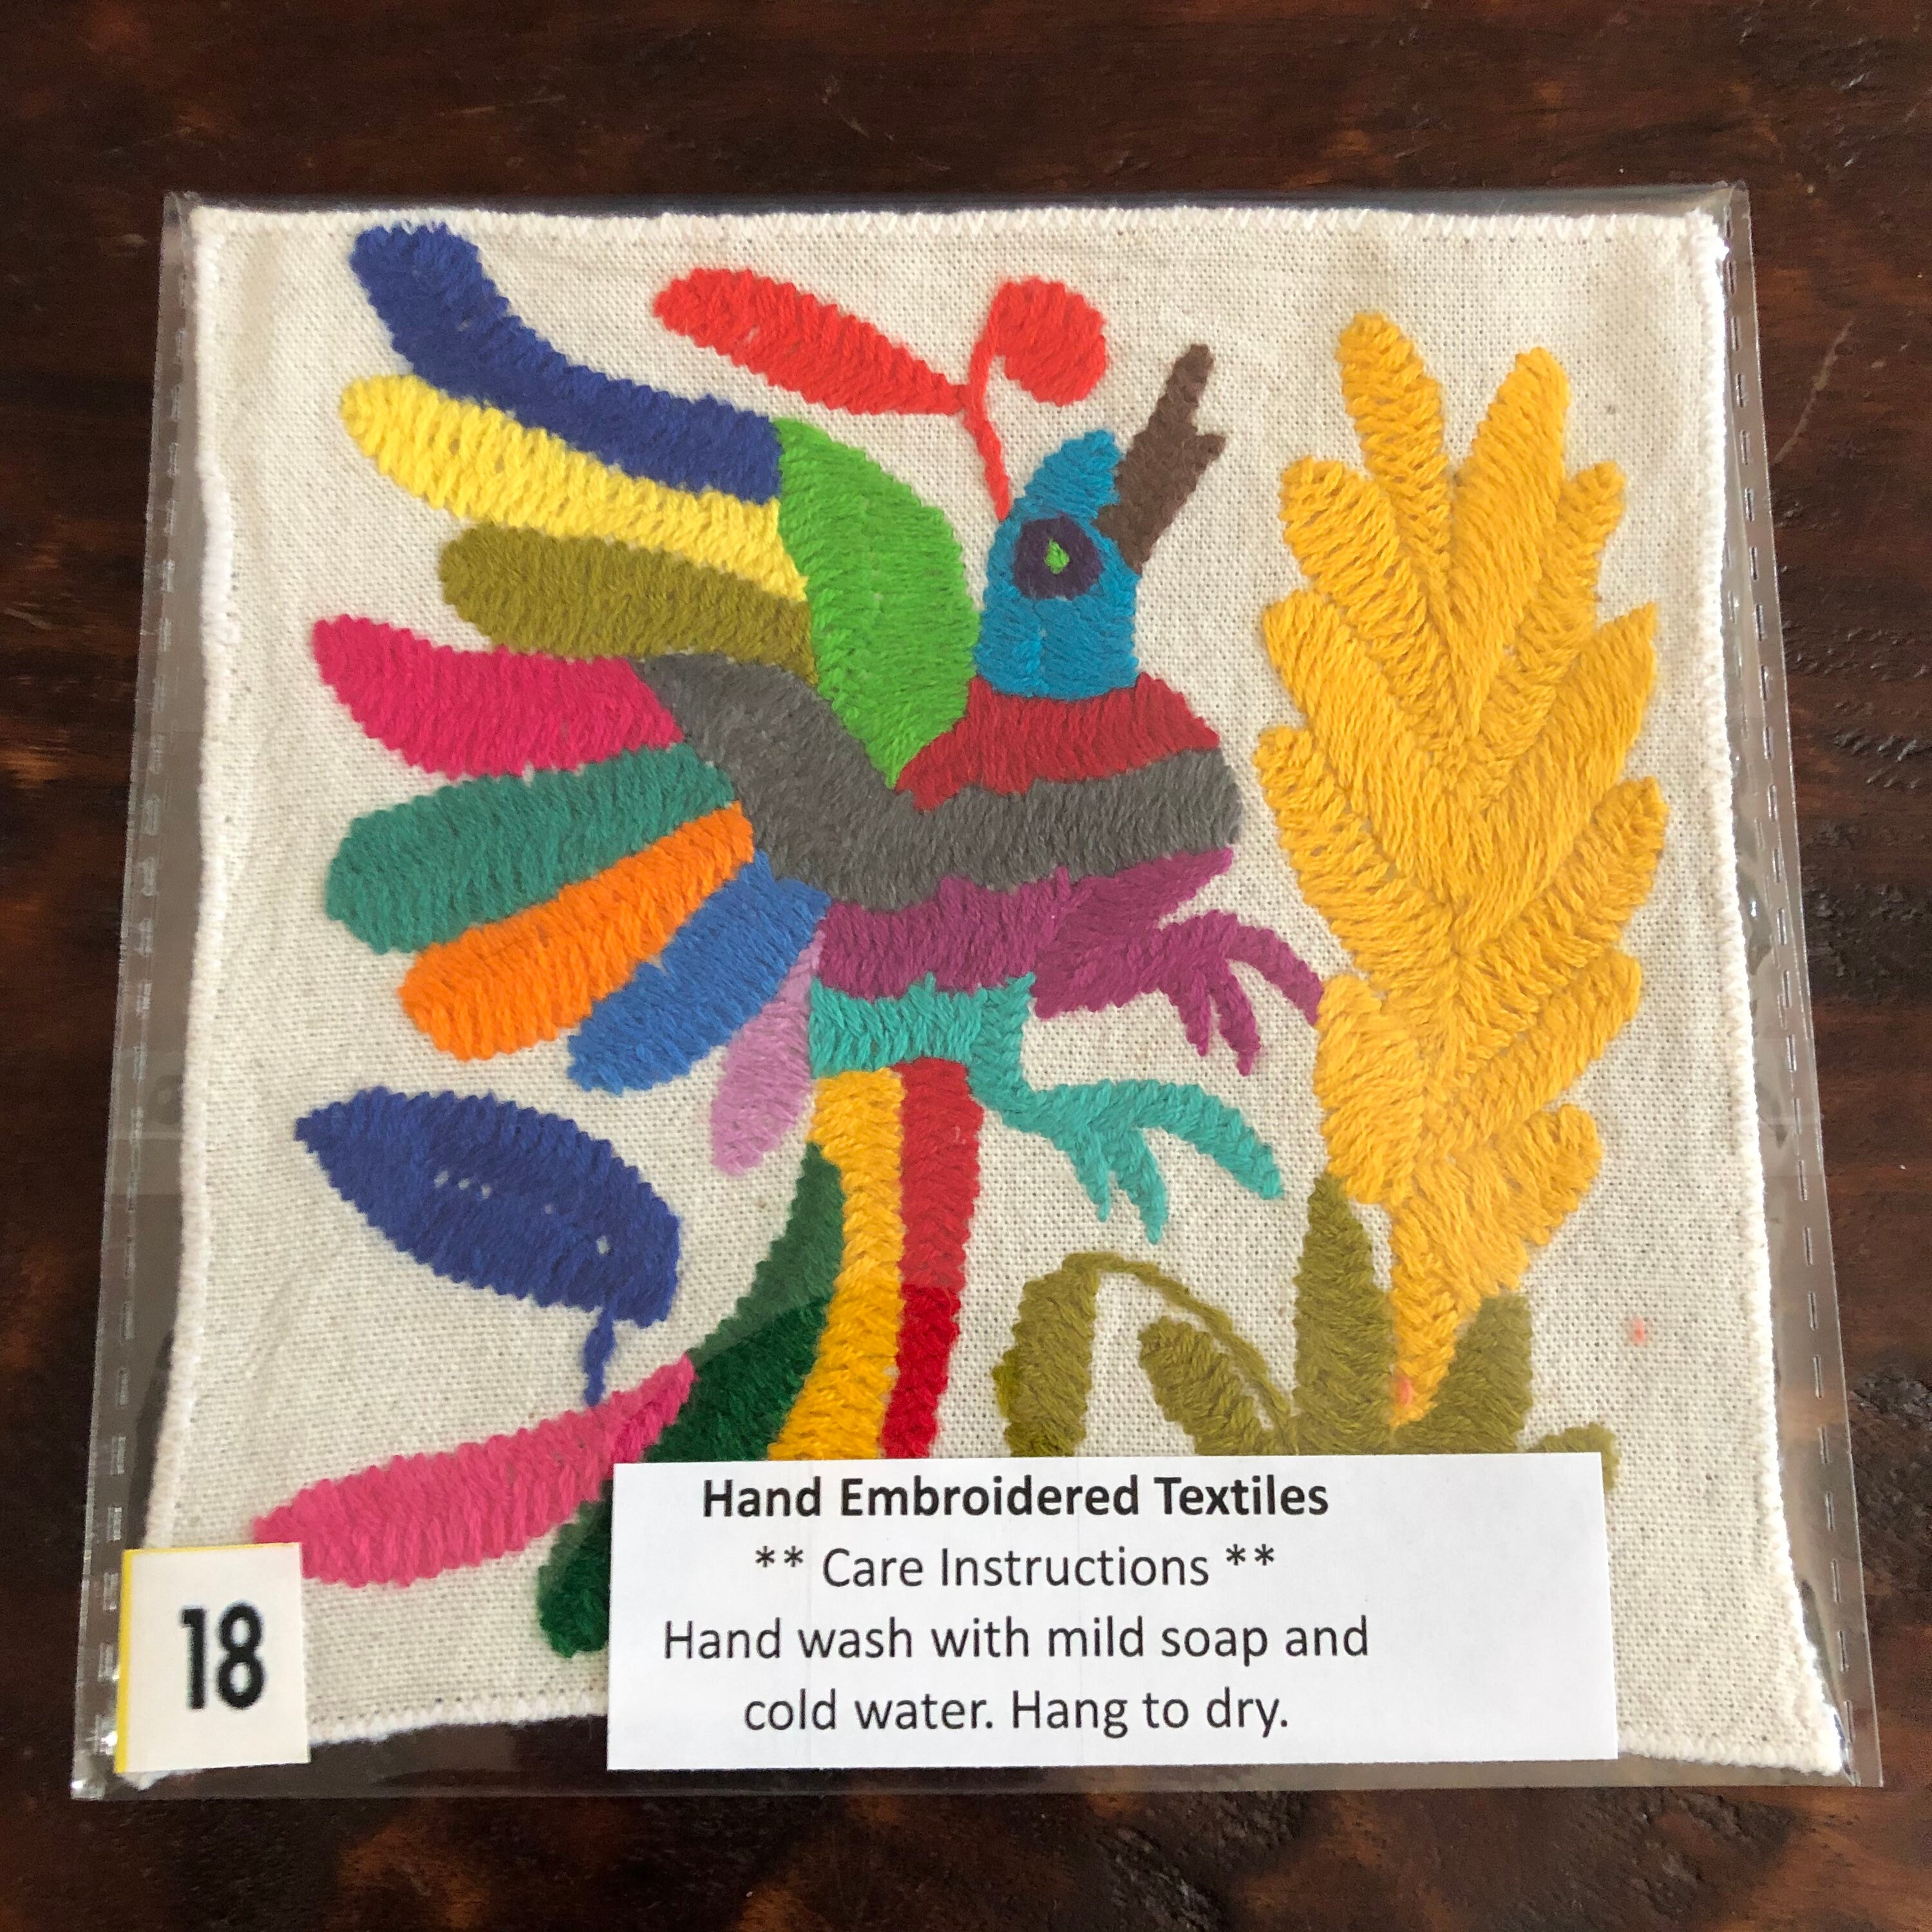 Hand Embroidered Textiles
** Care Instructions **
Hand wash with mild soap and
cold water. Hang to dry.
18